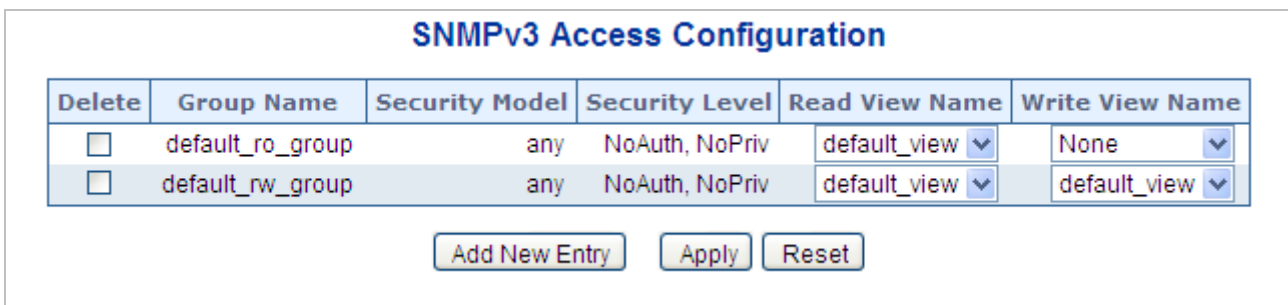 SNMPv3 Access Configuration
Delete Group Name Security Model Security Level Read View Name Write View Name
default_ro_group any NoAuth, NoPriv default_view None
default_rw_group any NoAuth, NoPriv default_view default_view
Add New Entry Apply Reset